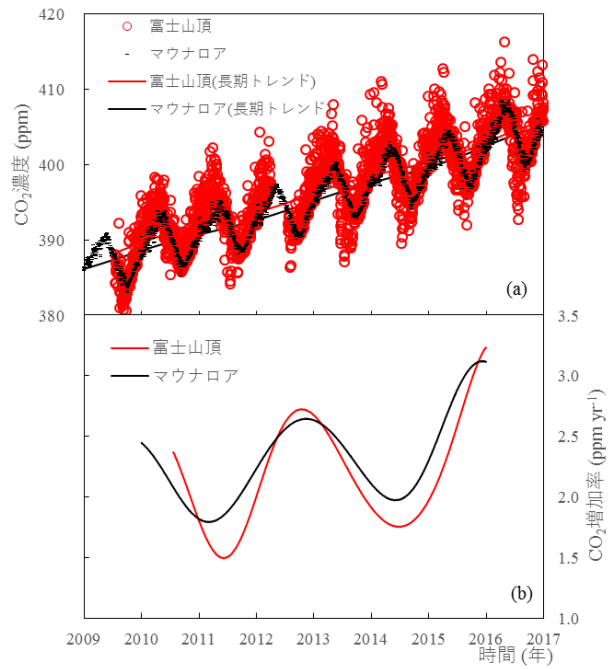 420
410
400
390
380
CO₂濃度 (ppm)
富士山頂
マウナロア
富士山頂(長期トレンド)
マウナロア(長期トレンド
(a)
3.5
3.0
2.5
2.0
1.5
1.0
CO₂増加率 (ppm yr⁻¹)
富士山頂
マウナロア
(b)
2009 2010 2011 2012 2013 2014 2015 2016 2017
時間 (年)